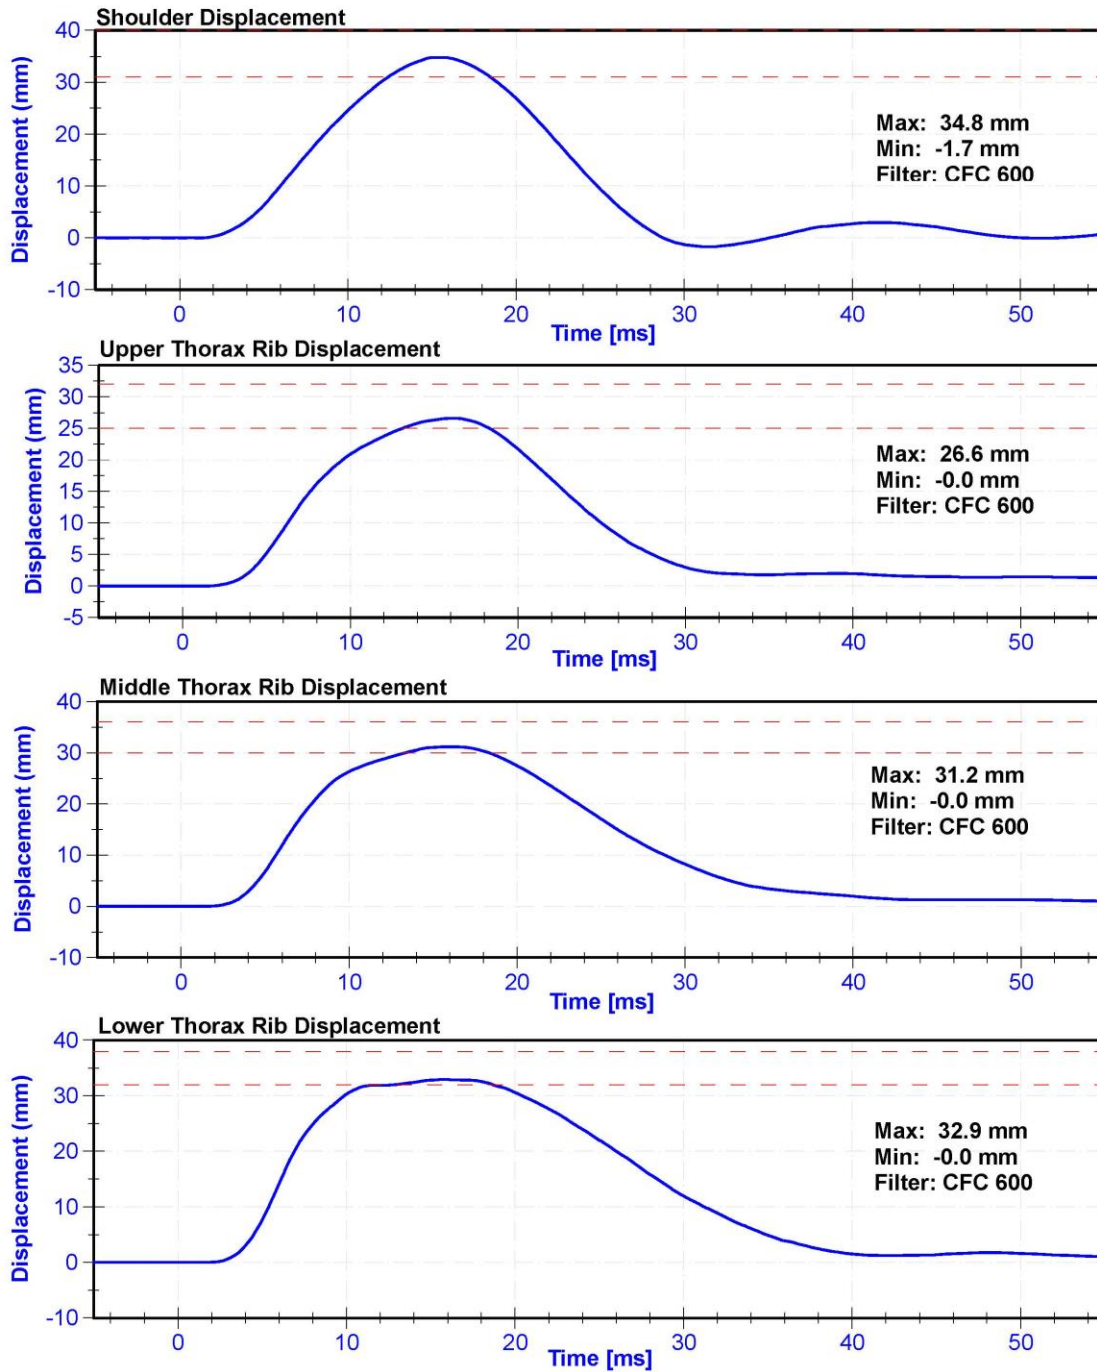 Shoulder Displacement
Displacement (mm)
40
30
20
10
0
-10
Max: 34.8 mm
Min: -1.7 mm
Filter: CFC 600
0 10 20 30 40 50
Time [ms]
Upper Thorax Rib Displacement
Displacement (mm)
35
30
25
20
15
10
5
0
-5
Max: 26.6 mm
Min: -0.0 mm
Filter: CFC 600
0 10 20 30 40 50
Time [ms]
Middle Thorax Rib Displacement
Displacement (mm)
40
30
20
10
0
-10
Max: 31.2 mm
Min: -0.0 mm
Filter: CFC 600
0 10 20 30 40 50
Time [ms]
Lower Thorax Rib Displacement
Displacement (mm)
40
30
20
10
0
-10
Max: 32.9 mm
Min: -0.0 mm
Filter: CFC 600
0 10 20 30 40 50
Time [ms]